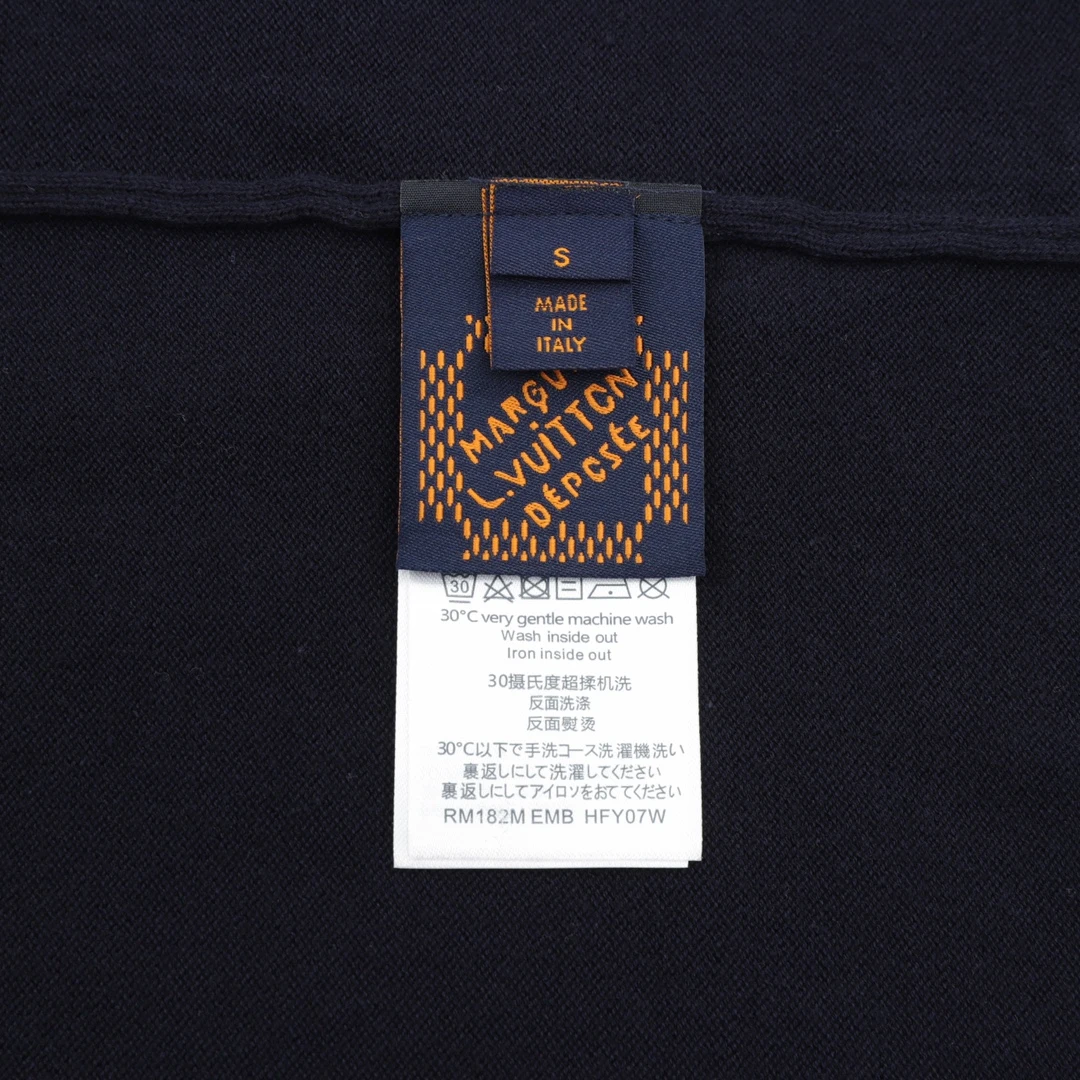 S
MADE
IN
ITALY
MARQU
L.VUITTON
DÉPOSÉE
30
30°C very gentle machine wash
Wash inside out
Iron inside out
30摄氏度超揉机洗
反面洗涤
反面熨烫
30°C以下で手洗コース洗濯機洗い
裏返しにして洗濯してください
裏返しにしてアイロソをおててください
RM182M EMB HFY07W